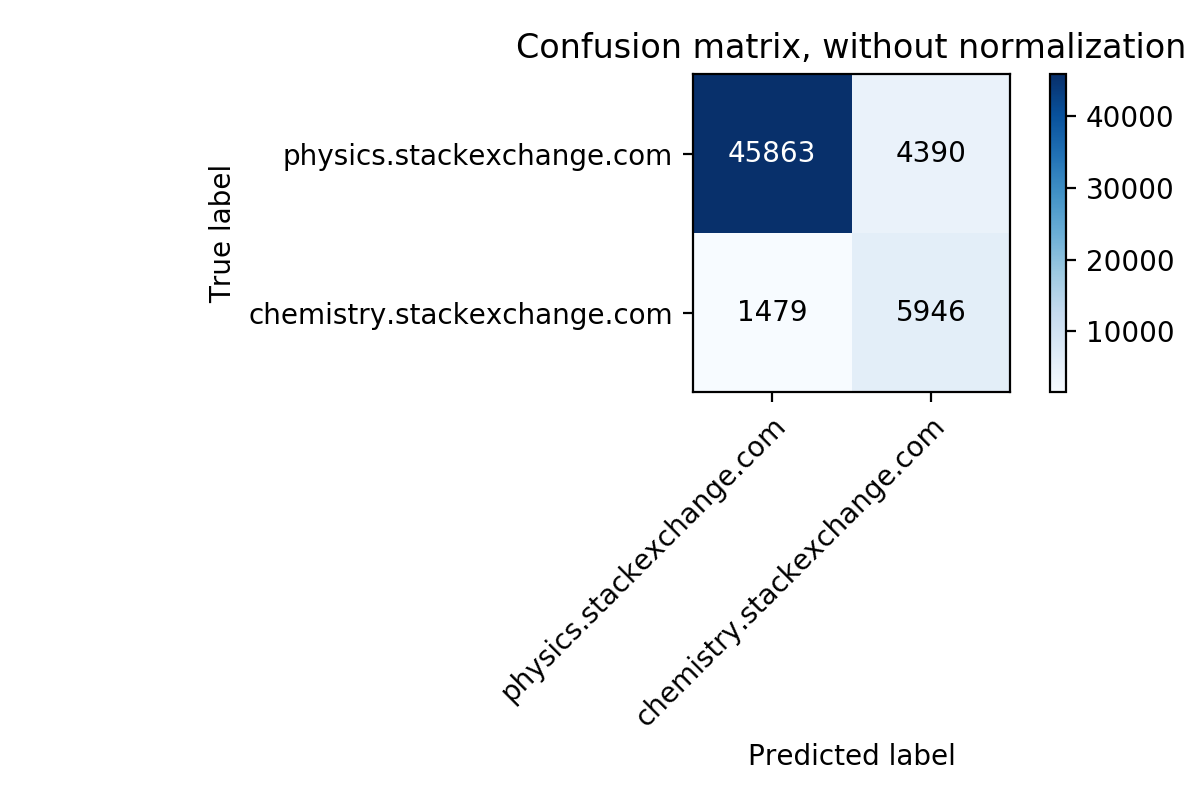 Confusion matrix, without normalization
True label
physics.stackexchange.com
45863 4390
chemistry.stackexchange.com
1479 5946
40000
30000
20000
10000
physics.stackexchange.com
chemistry.stackexchange.com
Predicted label